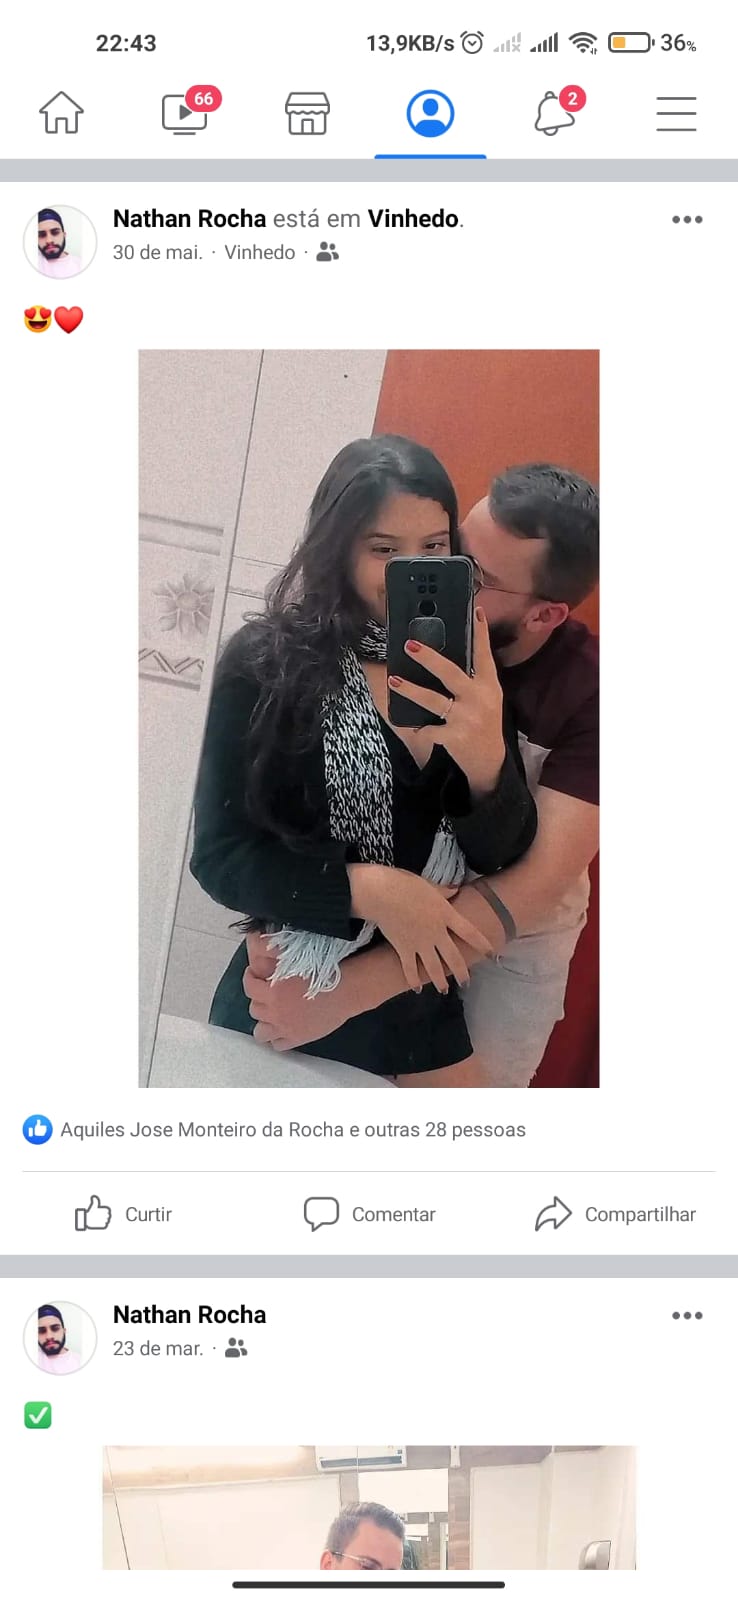 22:43
13,9KB/s 36%
66
2
Nathan Rocha está em Vinhedo.
30 de mai. · Vinhedo ·
😍❤️
Aquiles Jose Monteiro da Rocha e outras 28 pessoas
Curtir
Comentar
Compartilhar
Nathan Rocha
23 de mar. ·
✅